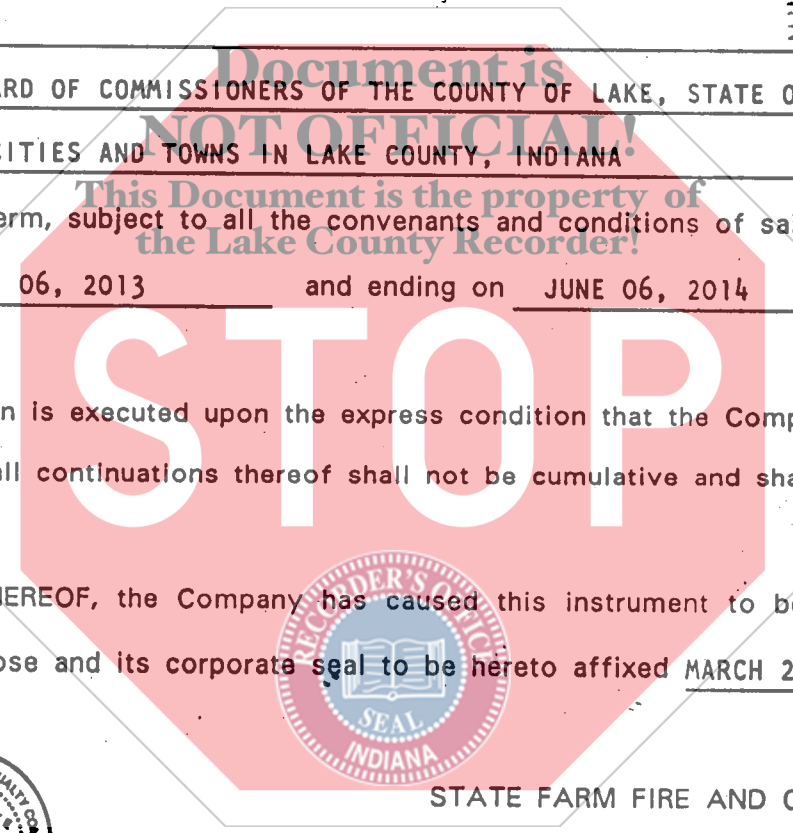 Document is
ARD OF COMMISSIONERS OF THE COUNTY OF LAKE, STATE O
NOT OFFICIAL!
CITIES AND TOWNS IN LAKE COUNTY, INDIANA
This Document is the property of
erm, subject to all the convenants and conditions of sai
the Lake County Recorder!
06, 2013 and ending on JUNE 06, 2014
STOP
n is executed upon the express condition that the Comp
all continuations thereof shall not be cumulative and sha
HEREOF, the Company has caused this instrument to be
RECORDER'S OFFICE
ose and its corporate seal to be hereto affixed MARCH 2
SEAL
INDIANA
STATE FARM FIRE AND C